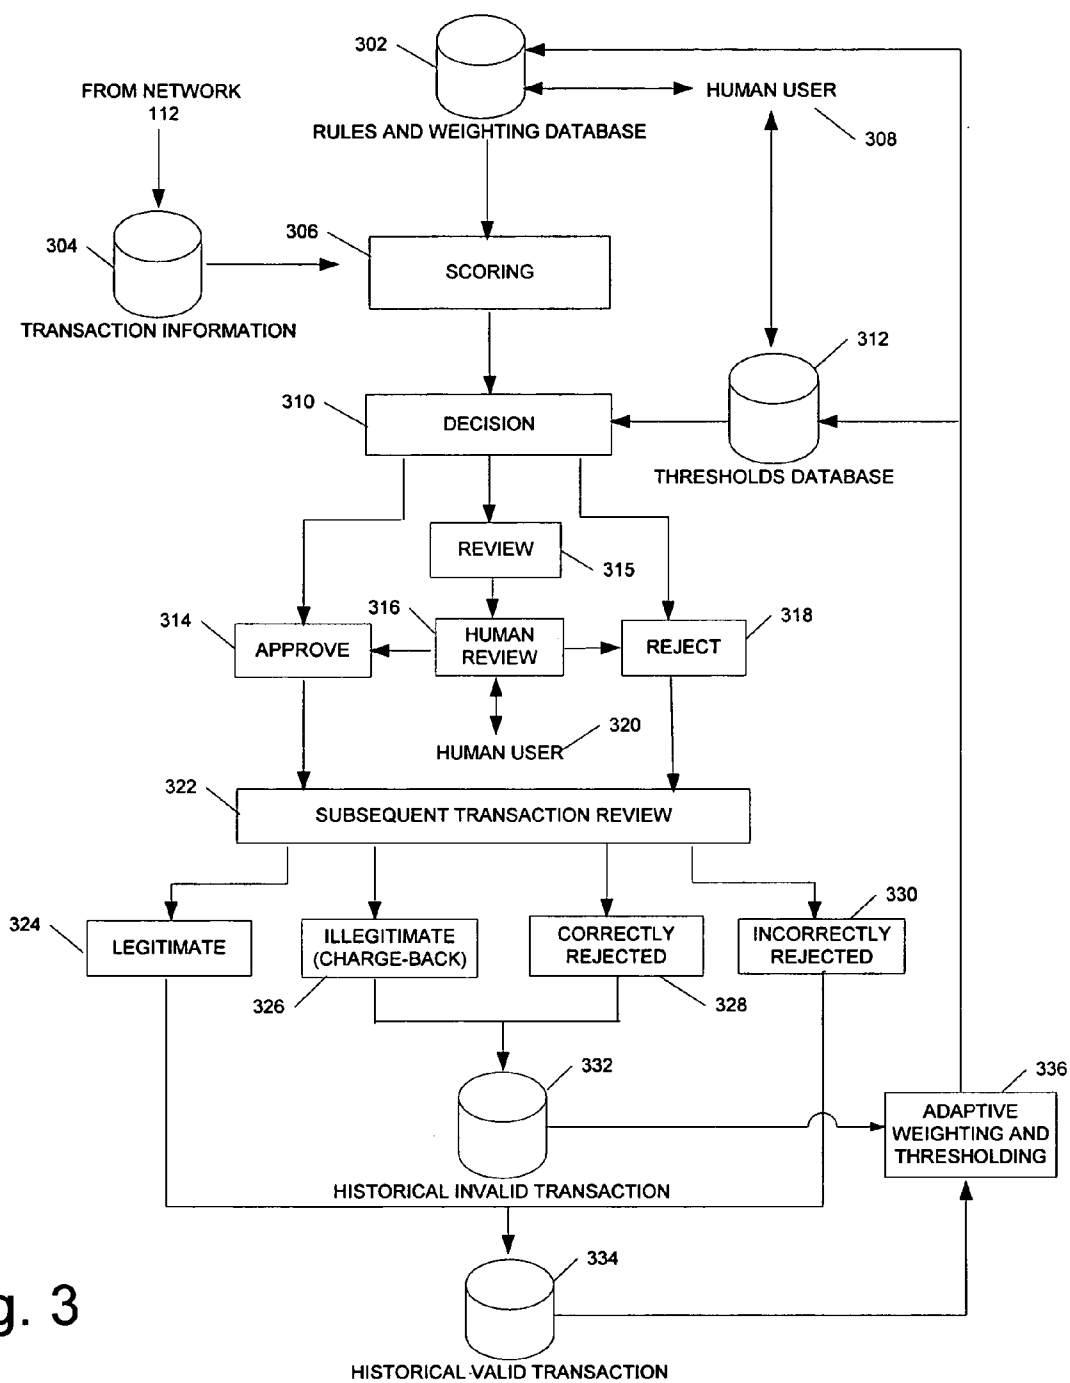 302
FROM NETWORK
112
HUMAN USER
308
RULES AND WEIGHTING DATABASE
304
306
SCORING
TRANSACTION INFORMATION
312
310
DECISION
THRESHOLDS DATABASE
REVIEW
315
314
316
318
APPROVE
HUMAN
REVIEW
REJECT
320
HUMAN USER
322
SUBSEQUENT TRANSACTION REVIEW
324
330
LEGITIMATE
ILLEGITIMATE
(CHARGE-BACK)
CORRECTLY
REJECTED
INCORRECTLY
REJECTED
326
328
332
336
ADAPTIVE
WEIGHTING AND
THRESHOLDING
HISTORICAL INVALID TRANSACTION
334
g. 3
HISTORICAL VALID TRANSACTION